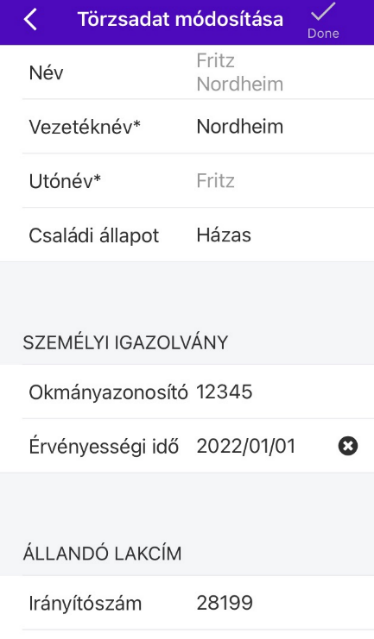 Törzsadat módosítása
Done
Név Fritz
Nordheim
Vezetéknév* Nordheim
Utónév* Fritz
Családi állapot Házas
SZEMÉLYI IGAZOLVÁNY
Okmányazonosító 12345
Érvényességi idő 2022/01/01
ÁLLANDÓ LAKCÍM
Irányítószám 28199